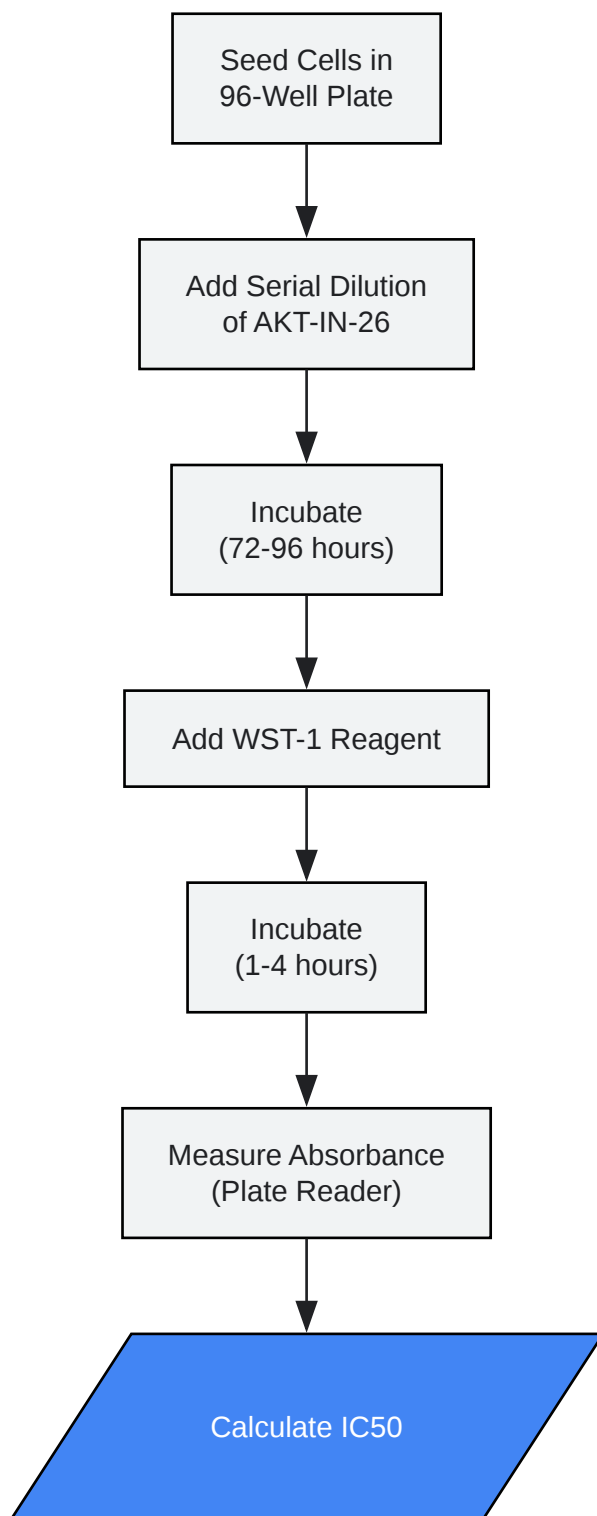 Seed Cells in
96-Well Plate
Add Serial Dilution
of AKT-IN-26
Incubate
(72-96 hours)
Add WST-1 Reagent
Incubate
(1-4 hours)
Measure Absorbance
(Plate Reader)
Calculate IC50